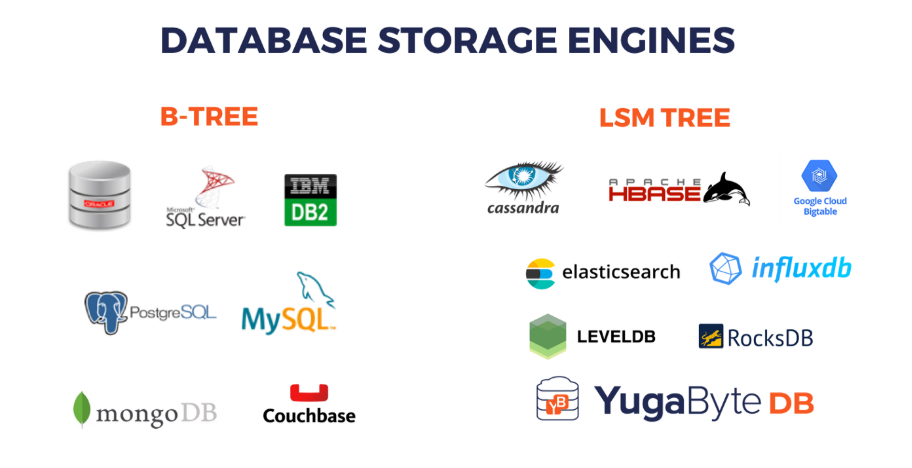 DATABASE STORAGE ENGINES
B-TREE
LSM TREE
ORACLE
Microsoft
SQL Server
IBM
DB2
cassandra
APACHE
HBASE
Google Cloud
Bigtable
PostgreSQL
MySQL
elasticsearch
influxdb
LEVELDB
RocksDB
mongoDB
Couchbase
YB
YugaByte DB